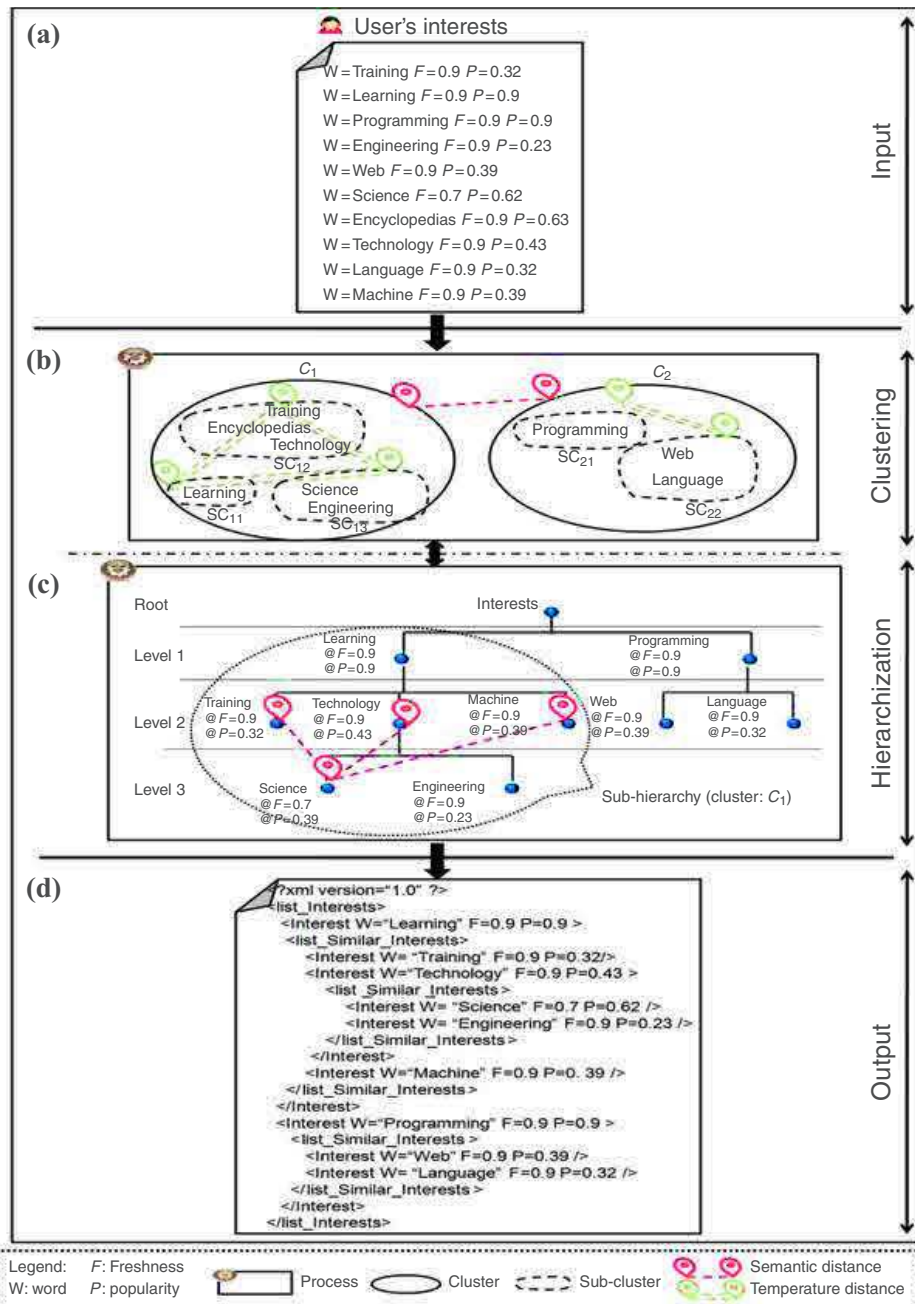 (a)
User's interests
W=Training F=0.9 P=0.32
W=Learning F=0.9 P=0.9
W=Programming F=0.9 P=0.9
W=Engineering F=0.9 P=0.23
W=Web F=0.9 P=0.39
W=Science F=0.7 P=0.62
W=Encyclopedias F=0.9 P=0.63
W=Technology F=0.9 P=0.43
W=Language F=0.9 P=0.32
W=Machine F=0.9 P=0.39
Input
(b)
C1
Training
Encyclopedias
Technology
SC12
Learning
SC11
Science
Engineering
SC13
C2
Programming
SC21
Web
Language
SC22
Clustering
(c)
Root
Interests
Level 1
Learning
@F=0.9
@P=0.9
Programming
@F=0.9
@P=0.9
Level 2
Training
@F=0.9
@P=0.32
Technology
@F=0.9
@P=0.43
Machine
@F=0.9
@P=0.39
Web
@F=0.9
@P=0.39
Language
@F=0.9
@P=0.32
Level 3
Science
@F=0.7
@P=0.39
Engineering
@F=0.9
@P=0.23
Sub-hierarchy (cluster: C1)
Hierarchization
(d)
?xml version="1.0" ?>
<list_Interests>
<Interest W="Learning" F=0.9 P=0.9 >
<list_Similar_Interests>
<Interest W= "Training" F=0.9 P=0.32/>
<Interest W="Technology" F=0.9 P=0.43 >
<list_Similar_Interests >
<Interest W= "Science" F=0.7 P=0.62 />
<Interest W= "Engineering" F=0.9 P=0.23 />
</list_Similar_Interests>
</Interest>
<Interest W="Machine" F=0.9 P=0. 39 />
</list_Similar_Interests>
</Interest>
<Interest W="Programming" F=0.9 P=0.9 >
<list_Similar_Interests >
<Interest W="Web" F=0.9 P=0.39 />
<Interest W= "Language" F=0.9 P=0.32 />
</list_Similar_Interests >
</Interest>
</list_Interests>
Output
Legend: F: Freshness
W: word P: popularity
Process
Cluster
Sub-cluster
Semantic distance
Temperature distance